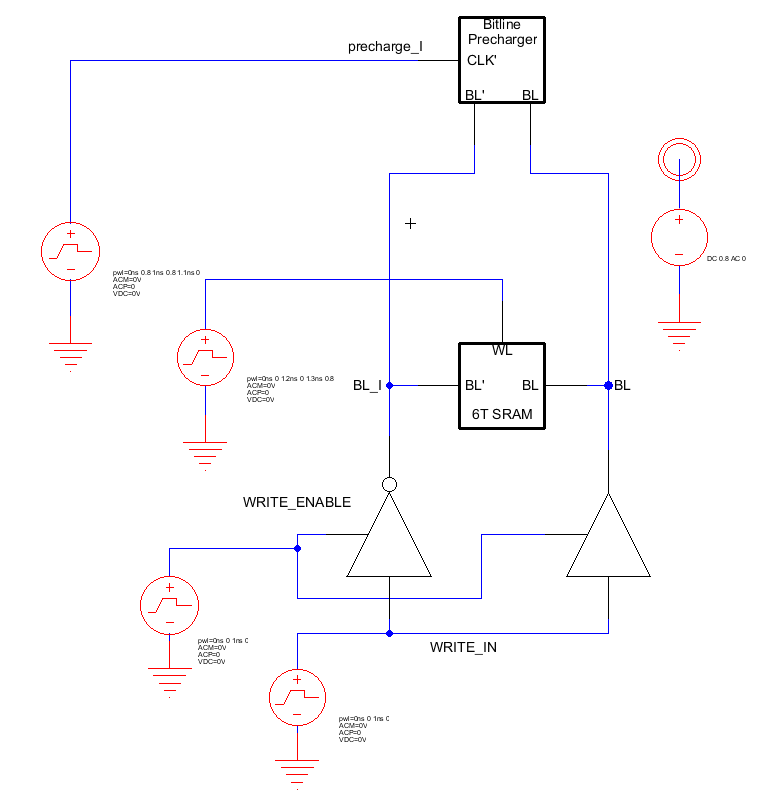 Bitline
Precharger
precharge_I
CLK'
BL' BL
pwl=0ns 0.8 1ns 0.8 1.1ns 0
ACM=0V
ACP=0
VDC=0V
+
−
+
−
DC 0.8 AC 0
WL
+
−
pwl=0ns 0 1.2ns 0 1.3ns 0.8
ACM=0V
ACP=0
VDC=0V
BL_I
BL' BL
BL
6T SRAM
WRITE_ENABLE
+
−
pwl=0ns 0 1ns 0
ACM=0V
ACP=0
VDC=0V
WRITE_IN
+
−
pwl=0ns 0 1ns 0
ACM=0V
ACP=0
VDC=0V